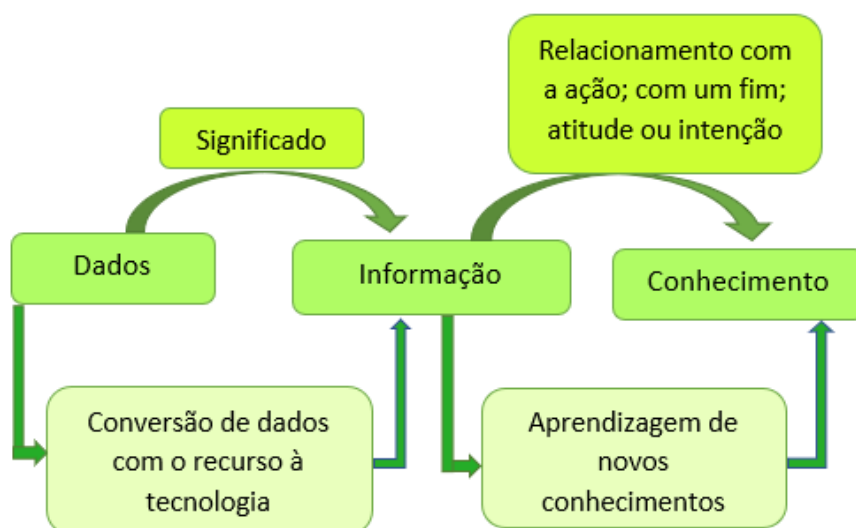 Relacionamento com
a ação; com um fim;
atitude ou intenção
Significado
Dados
Informação
Conhecimento
Conversão de dados
com o recurso à
tecnologia
Aprendizagem de
novos
conhecimentos